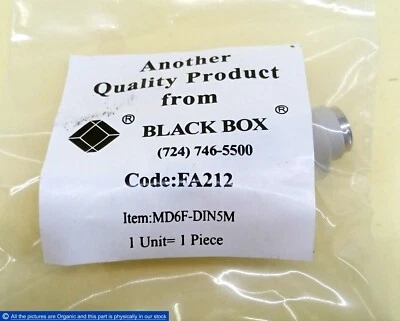 Another
Quality Product
from
® BLACK BOX ®
(724) 746-5500
Code:FA212
Item:MD6F-DIN5M
1 Unit= 1 Piece
All the pictures are Organic and this part is physically in our stock